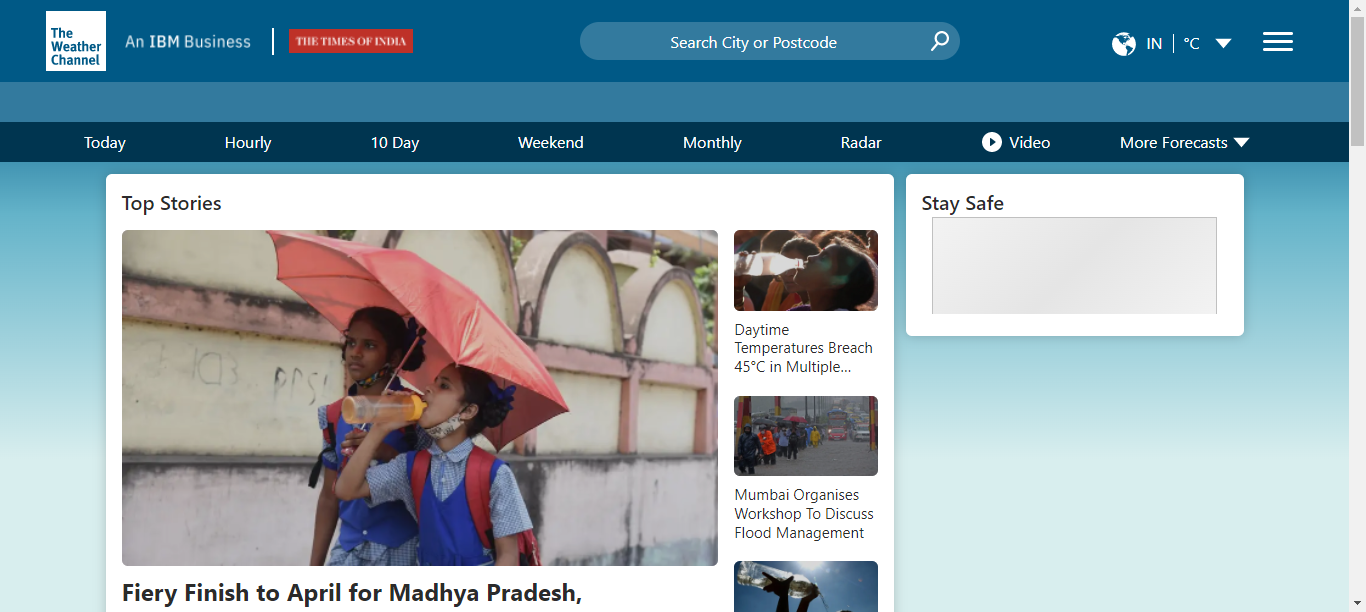 The
Weather
Channel
An IBM Business
THE TIMES OF INDIA
Search City or Postcode
IN
°C
Today
Hourly
10 Day
Weekend
Monthly
Radar
Video
More Forecasts
Top Stories
Fiery Finish to April for Madhya Pradesh,
Daytime
Temperatures Breach
45°C in Multiple...
Mumbai Organises
Workshop To Discuss
Flood Management
Stay Safe